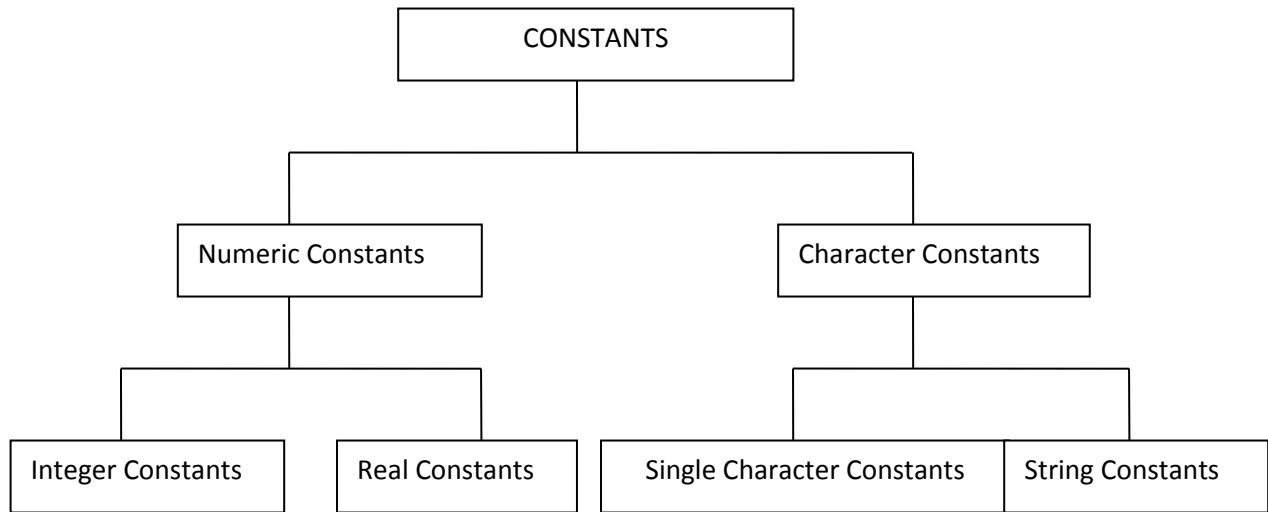 CONSTANTS
Numeric Constants
Character Constants
Integer Constants
Real Constants
Single Character Constants
String Constants